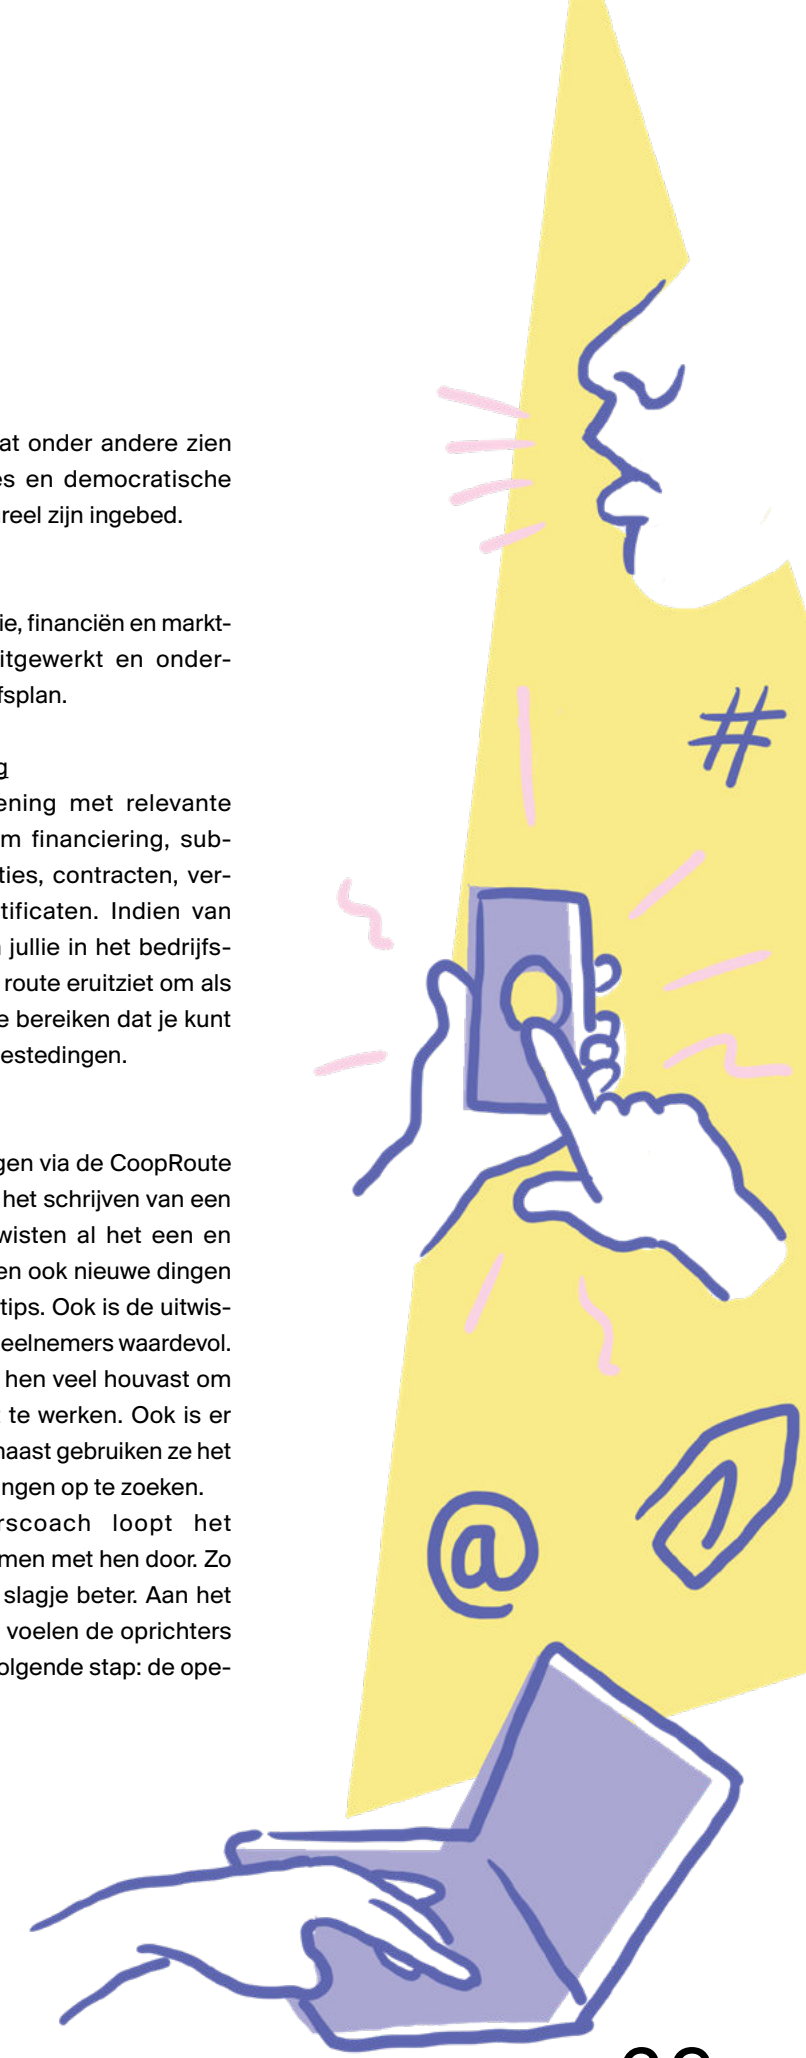 at onder andere zien
es en democratische
reel zijn ingebed.
ie, financiën en markt-
itgewerkt en onder-
fsplan.
g
ening met relevante
m financiering, sub-
ties, contracten, ver-
tificaten. Indien van
jullie in het bedrijfs-
route eruitziet om als
e bereiken dat je kunt
estedingen.
gen via de CoopRoute
het schrijven van een
wisten al het een en
en ook nieuwe dingen
tips. Ook is de uitwis-
eelnemers waardevol.
hen veel houvast om
te werken. Ook is er
naast gebruiken ze het
ngen op te zoeken.
rscoach loopt het
men met hen door. Zo
slagje beter. Aan het
voelen de oprichters
olgende stap: de ope-
#
@